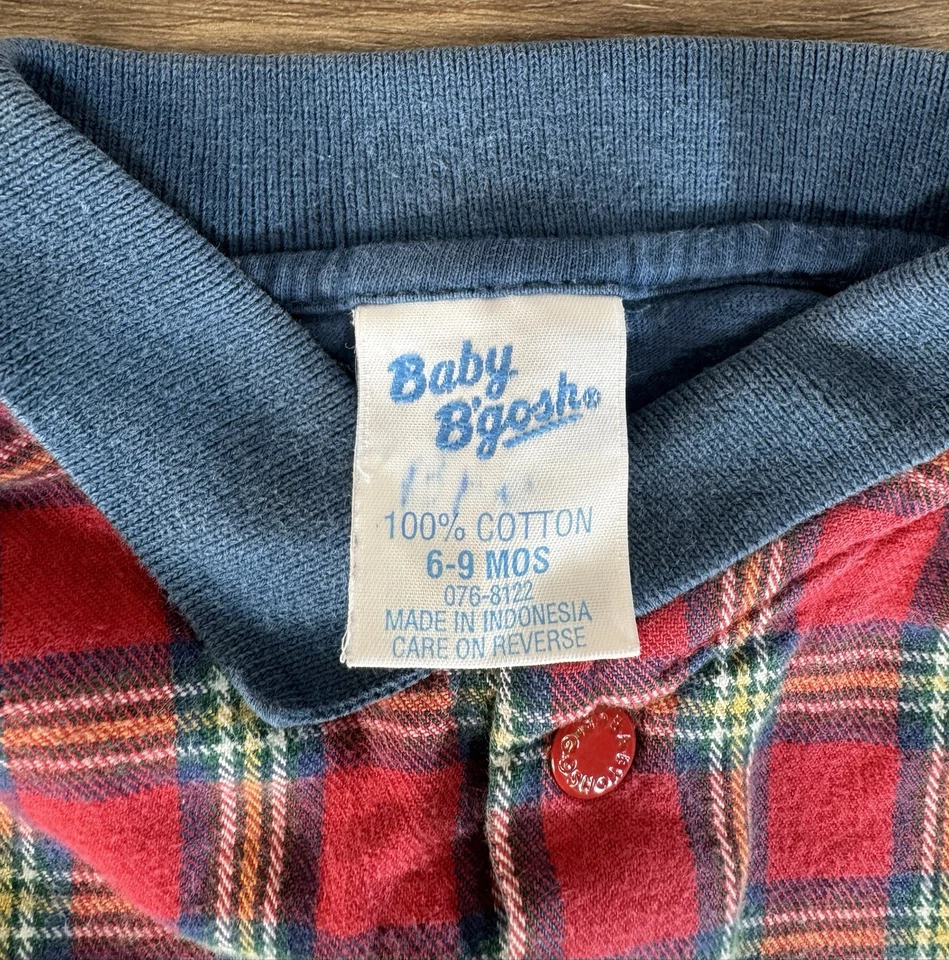 Baby
B'gosh®
100% COTTON
6-9 MOS
076-8122
MADE IN INDONESIA
CARE ON REVERSE